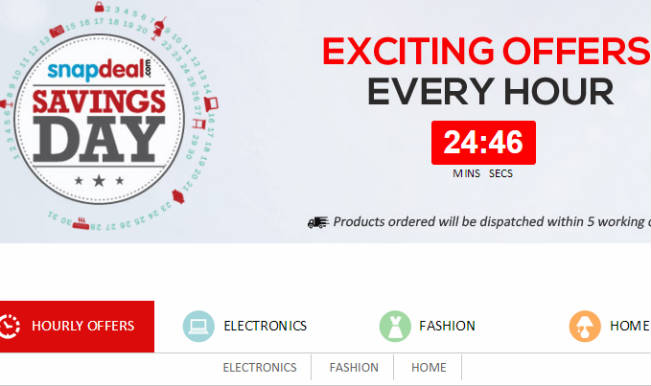 snapdeal.com
SAVINGS
DAY
EXCITING OFFERS
EVERY HOUR
24:46
MINS SECS
Products ordered will be dispatched within 5 working
HOURLY OFFERS
ELECTRONICS
FASHION
HOME
ELECTRONICS
FASHION
HOME